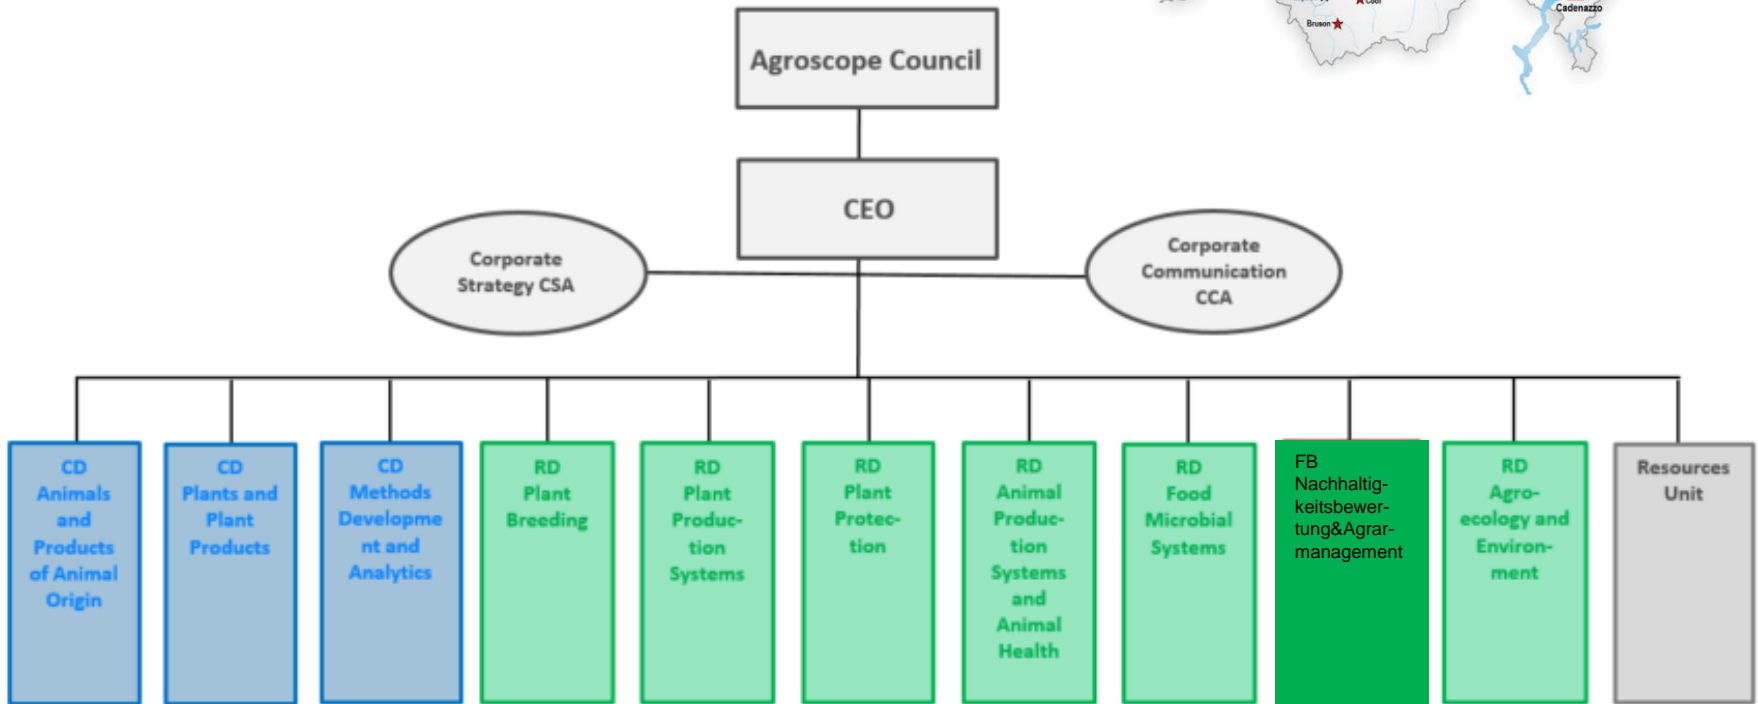 Bruson
Cadenazzo
Agroscope Council
CEO
Corporate
Strategy CSA
Corporate
Communication
CCA
CD
Animals
and
Products
of Animal
Origin
CD
Plants and
Plant
Products
CD
Methods
Developme
nt and
Analytics
RD
Plant
Breeding
RD
Plant
Produc-
tion
Systems
RD
Plant
Protec-
tion
RD
Animal
Produc-
tion
Systems
and
Animal
Health
RD
Food
Microbial
Systems
FB
Nachhaltig-
keitsbewer-
tung&Agrar-
management
RD
Agro-
ecology and
Environ-
ment
Resources
Unit